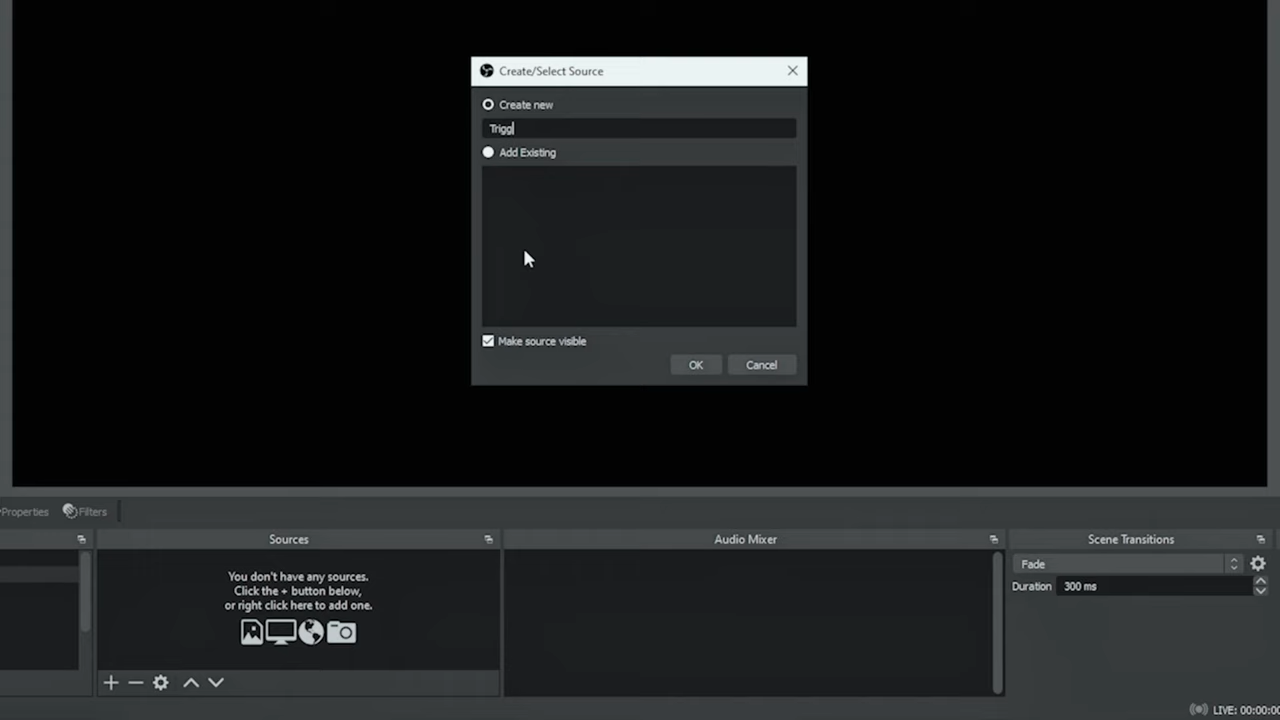 Create/Select Source
Create new
Trigg
Add Existing
Make source visible
OK
Cancel
Properties
Filters
Sources
Audio Mixer
Scene Transitions
You don't have any sources.
Click the + button below,
or right click here to add one.
Fade
Duration
300 ms
LIVE: 00:00:00